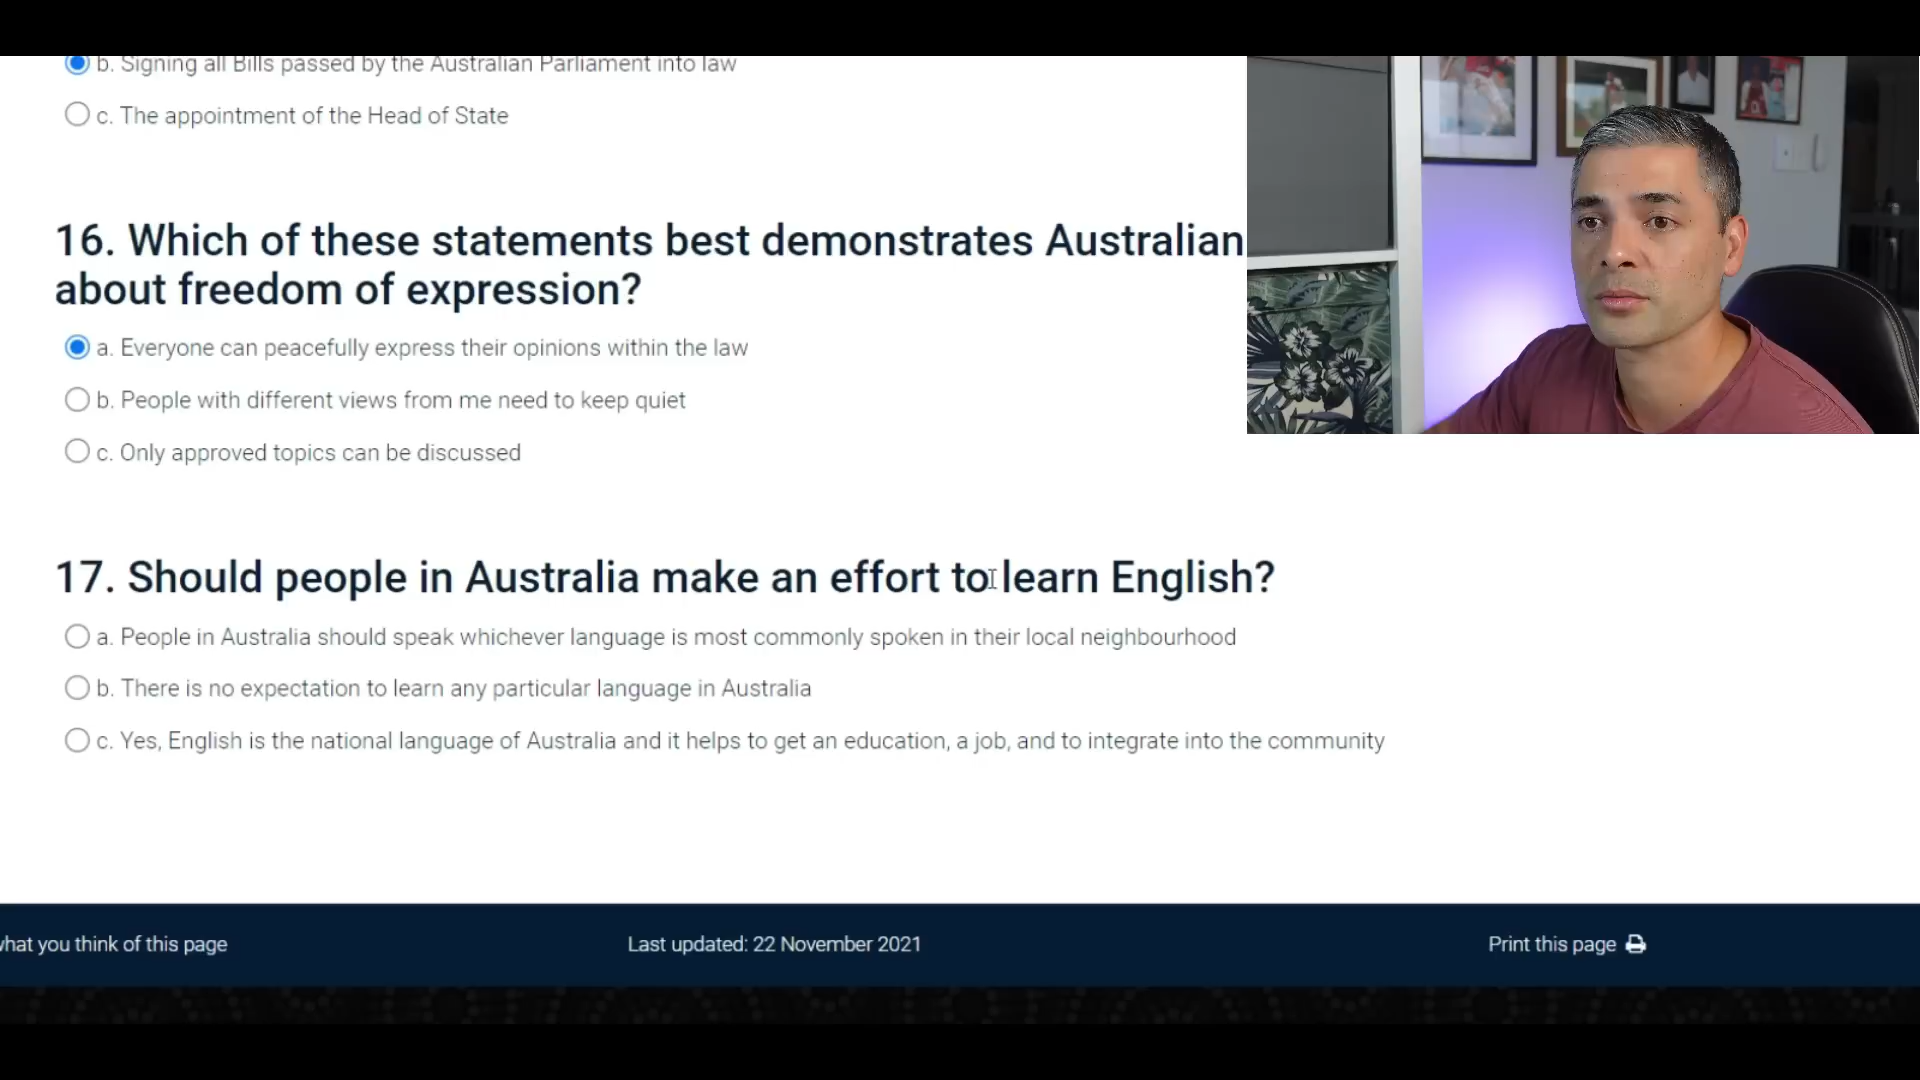 b. Signing all Bills passed by the Australian Parliament into law
c. The appointment of the Head of State
16. Which of these statements best demonstrates Australian
about freedom of expression?
a. Everyone can peacefully express their opinions within the law
b. People with different views from me need to keep quiet
c. Only approved topics can be discussed
17. Should people in Australia make an effort to learn English?
a. People in Australia should speak whichever language is most commonly spoken in their local neighbourhood
b. There is no expectation to learn any particular language in Australia
c. Yes, English is the national language of Australia and it helps to get an education, a job, and to integrate into the community
what you think of this page
Last updated: 22 November 2021
Print this page